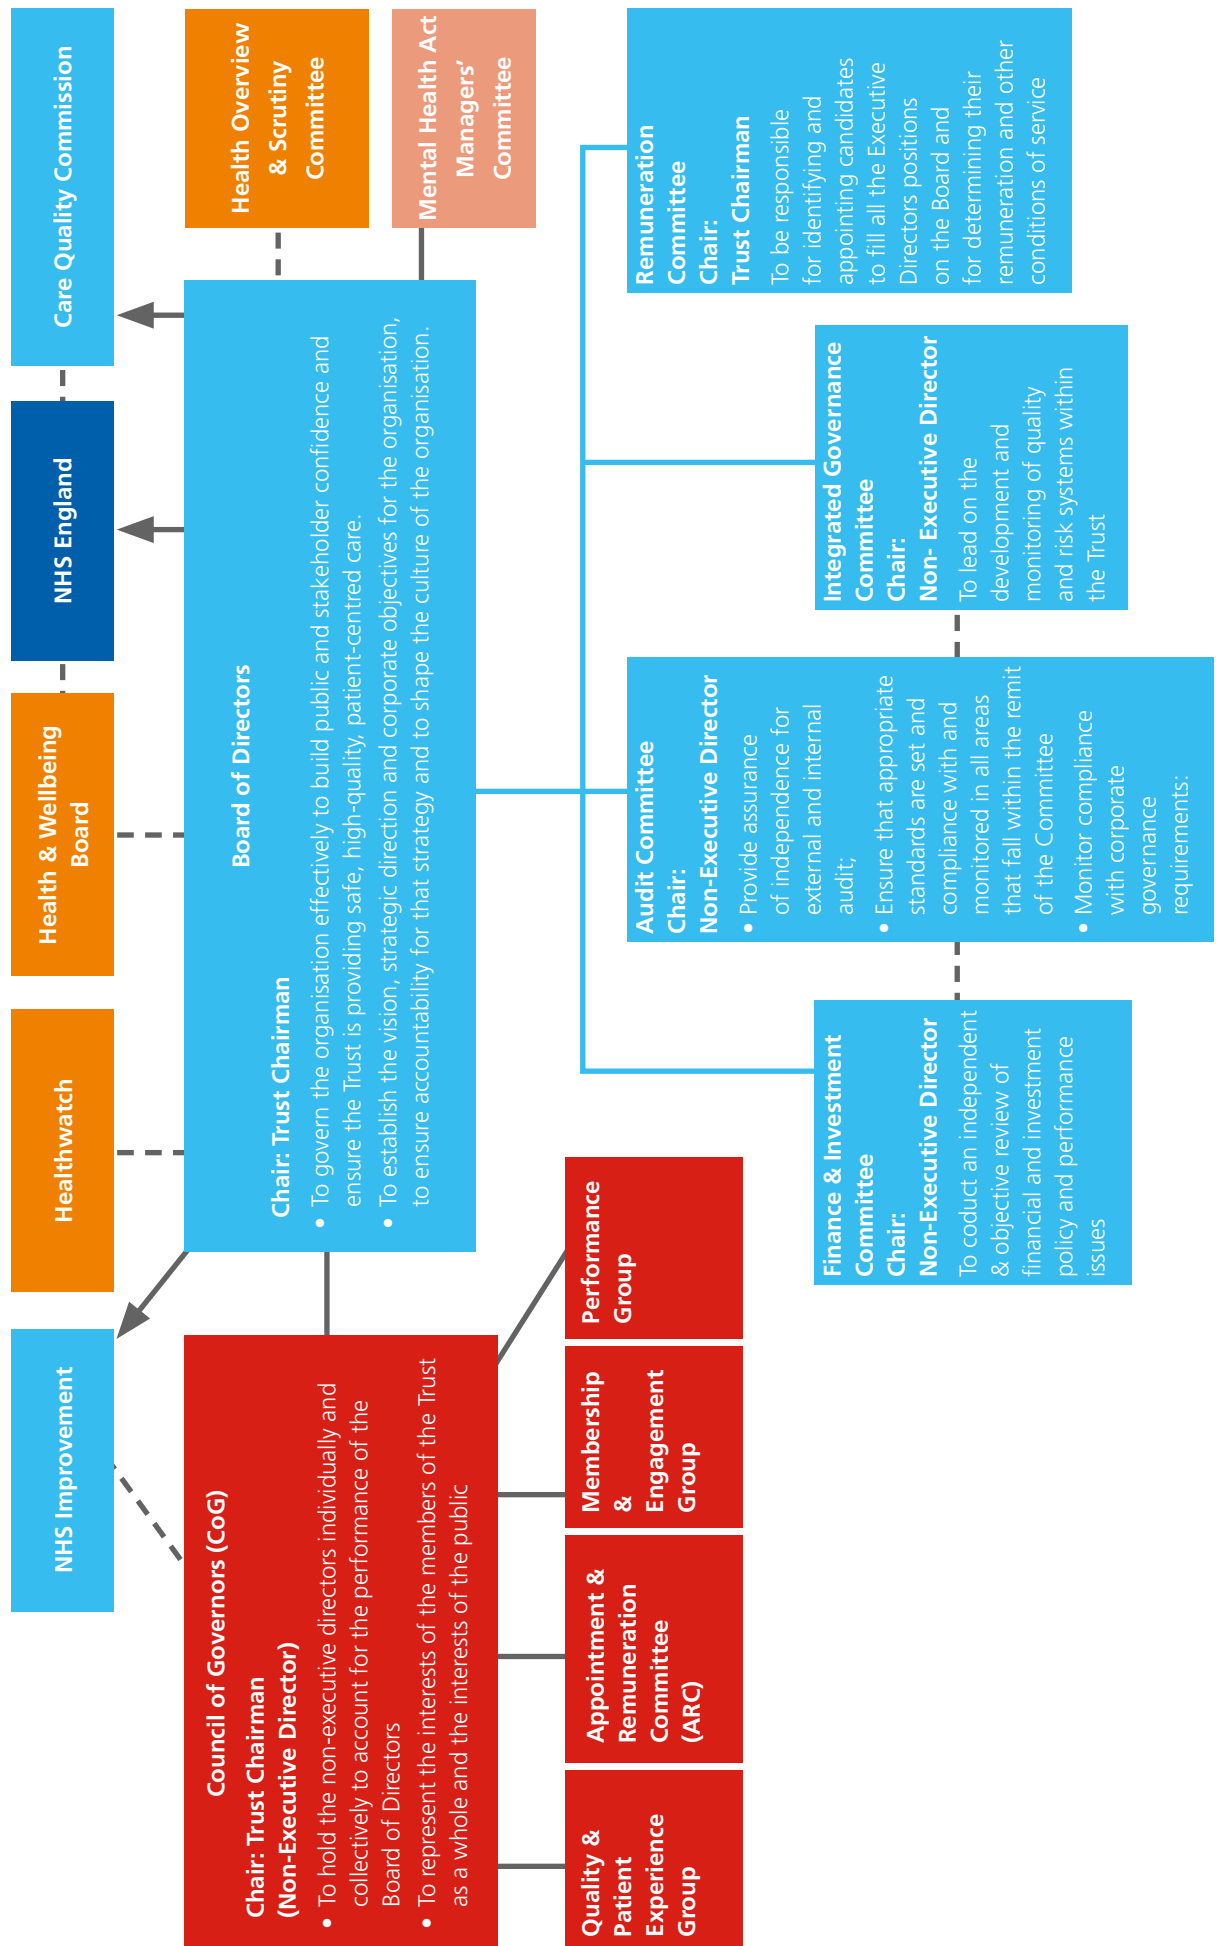 NHS Improvement
Healthwatch
Health & Wellbeing
Board
NHS England
Care Quality Commission
Council of Governors (CoG)
Chair: Trust Chairman
(Non-Executive Director)
• To hold the non-executive directors individually and
collectively to account for the performance of the
Board of Directors
• To represent the interests of the members of the Trust
as a whole and the interests of the public
Board of Directors
Chair: Trust Chairman
• To govern the organisation effectively to build public and stakeholder confidence and
ensure the Trust is providing safe, high-quality, patient-centred care.
• To establish the vision, strategic direction and corporate objectives for the organisation,
to ensure accountability for that strategy and to shape the culture of the organisation.
Health Overview
& Scrutiny
Committee
Mental Health Act
Managers’
Committee
Quality &
Patient
Experience
Group
Appointment &
Remuneration
Committee
(ARC)
Membership
&
Engagement
Group
Performance
Group
Finance & Investment
Committee
Chair:
Non-Executive Director
To coduct an independent
& objective review of
financial and investment
policy and performance
issues
Audit Committee
Chair:
Non-Executive Director
• Provide assurance
of independence for
external and internal
audit;
• Ensure that appropriate
standards are set and
compliance with and
monitored in all areas
that fall within the remit
of the Committee
• Monitor compliance
with corporate
governance
requirements:
Integrated Governance
Committee
Chair:
Non- Executive Director
To lead on the
development and
monitoring of quality
and risk systems within
the Trust
Remuneration
Committee
Chair:
Trust Chairman
To be responsible
for identifying and
appointing candidates
to fill all the Executive
Directors positions
on the Board and
for determining their
remuneration and other
conditions of service